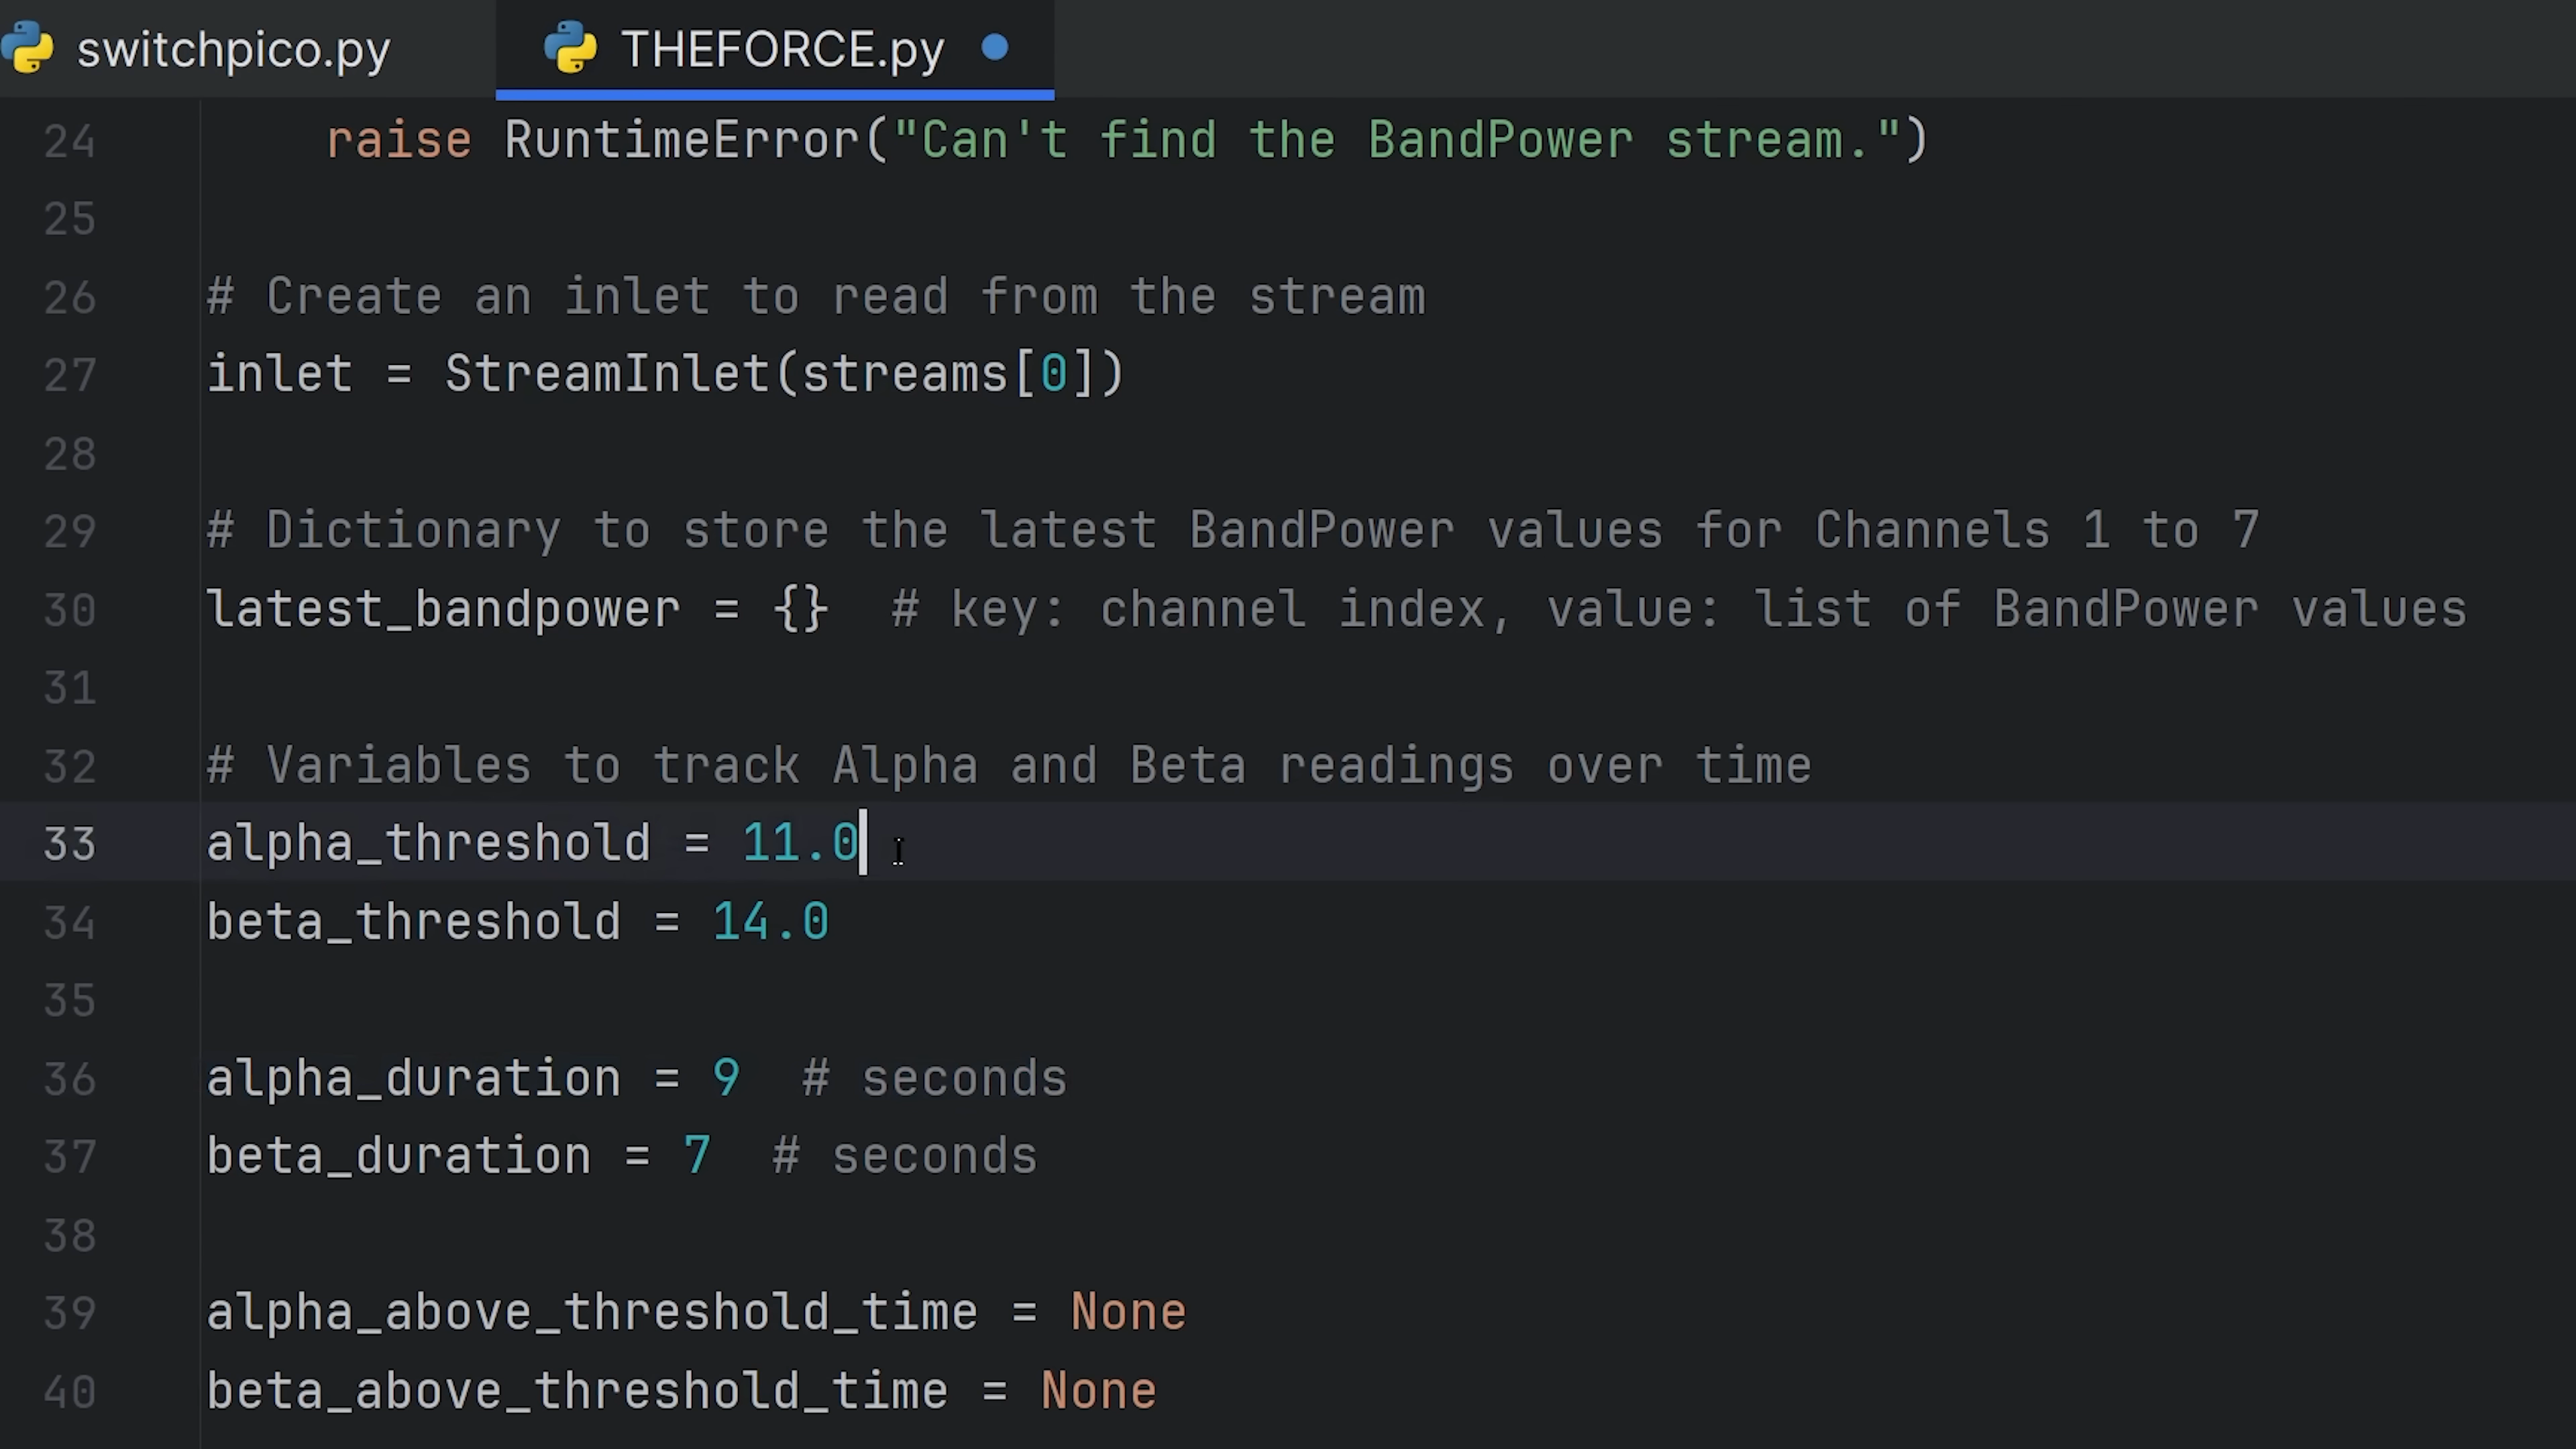 switchpico.py THEFORCE.py
24 raise RuntimeError("Can't find the BandPower stream.")
25
26 # Create an inlet to read from the stream
27 inlet = StreamInlet(streams[0])
28
29 # Dictionary to store the latest BandPower values for Channels 1 to 7
30 latest_bandpower = {} # key: channel index, value: list of BandPower values
31
32 # Variables to track Alpha and Beta readings over time
33 alpha_threshold = 11.0
34 beta_threshold = 14.0
35
36 alpha_duration = 9 # seconds
37 beta_duration = 7 # seconds
38
39 alpha_above_threshold_time = None
40 beta_above_threshold_time = None